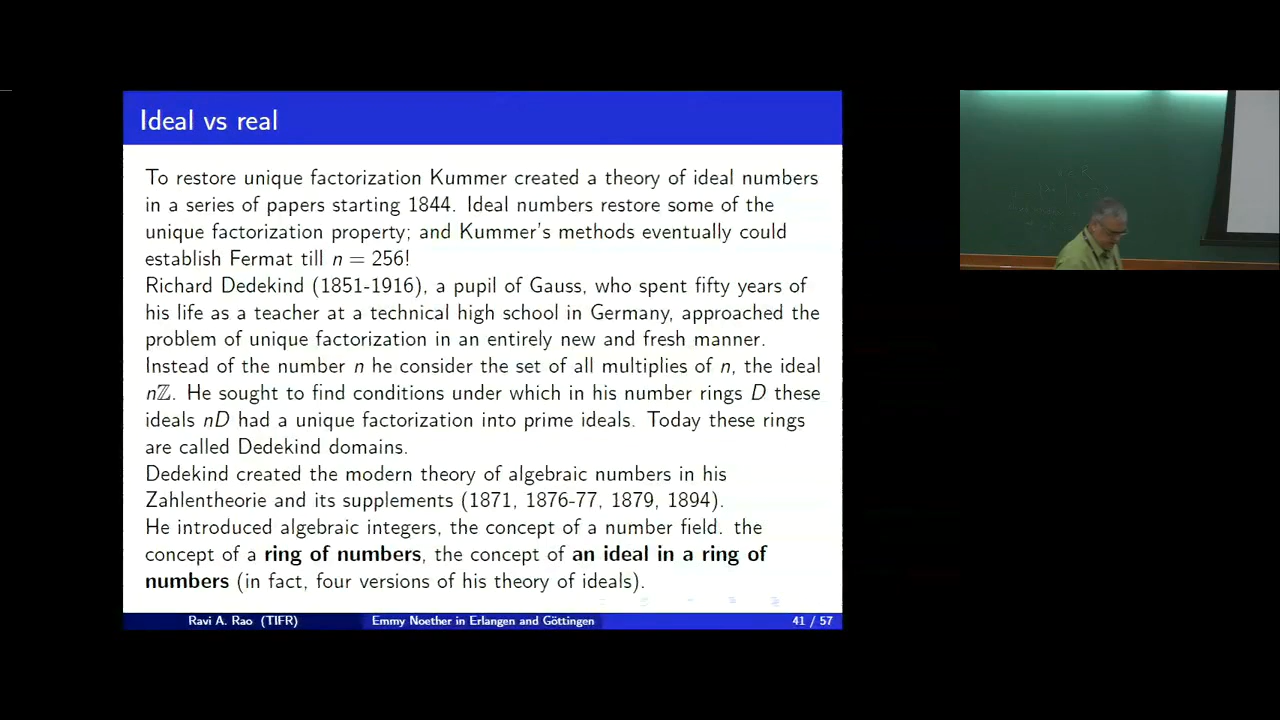 Ideal vs real
To restore unique factorization Kummer created a theory of ideal numbers
in a series of papers starting 1844. Ideal numbers restore some of the
unique factorization property; and Kummer's methods eventually could
establish Fermat till n = 256!
Richard Dedekind (1851-1916), a pupil of Gauss, who spent fifty years of
his life as a teacher at a technical high school in Germany, approached the
problem of unique factorization in an entirely new and fresh manner.
Instead of the number n he consider the set of all multiplies of n, the ideal
nℤ. He sought to find conditions under which in his number rings D these
ideals nD had a unique factorization into prime ideals. Today these rings
are called Dedekind domains.
Dedekind created the modern theory of algebraic numbers in his
Zahlentheorie and its supplements (1871, 1876-77, 1879, 1894).
He introduced algebraic integers, the concept of a number field. the
concept of a ring of numbers, the concept of an ideal in a ring of
numbers (in fact, four versions of his theory of ideals).
Ravi A. Rao (TIFR) Emmy Noether in Erlangen and Göttingen 41 / 57